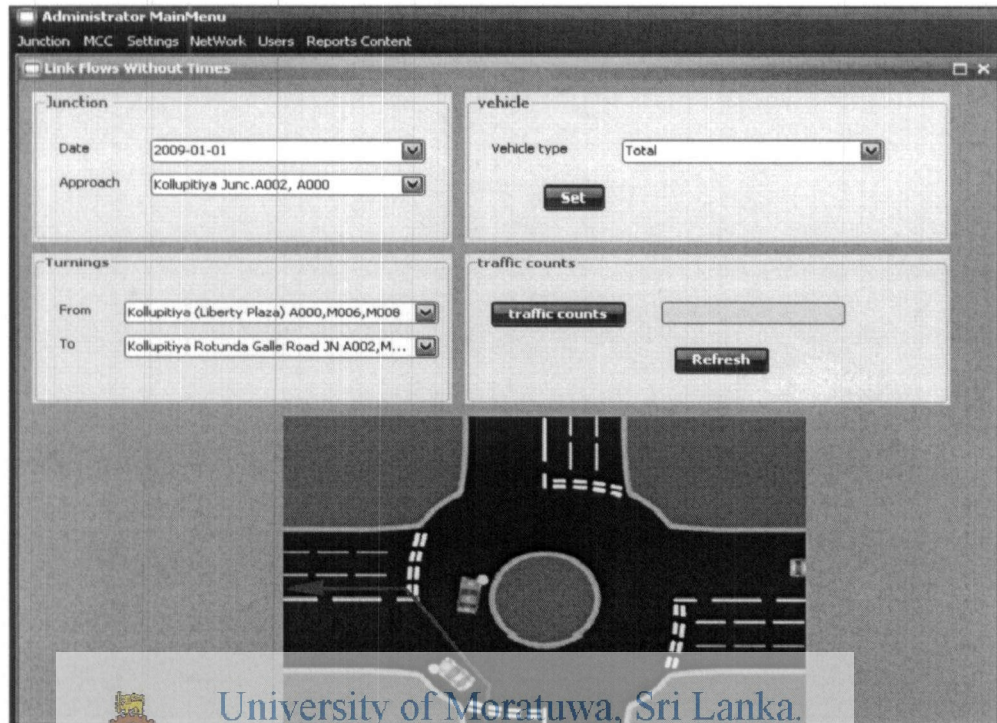 Administrator MainMenu
Junction MCC Settings NetWork Users Reports Content
Link Flows Without Times
Junction
Date 2009-01-01
Approach Kollupitiya Junc.A002, A000
vehicle
Vehicle type Total
Set
Turnings
From Kollupitiya (Liberty Plaza) A000,M006,M008
To Kollupitiya Rotunda Galle Road JN A002,M...
traffic counts
traffic counts
Refresh
University of Moratuwa, Sri Lanka.